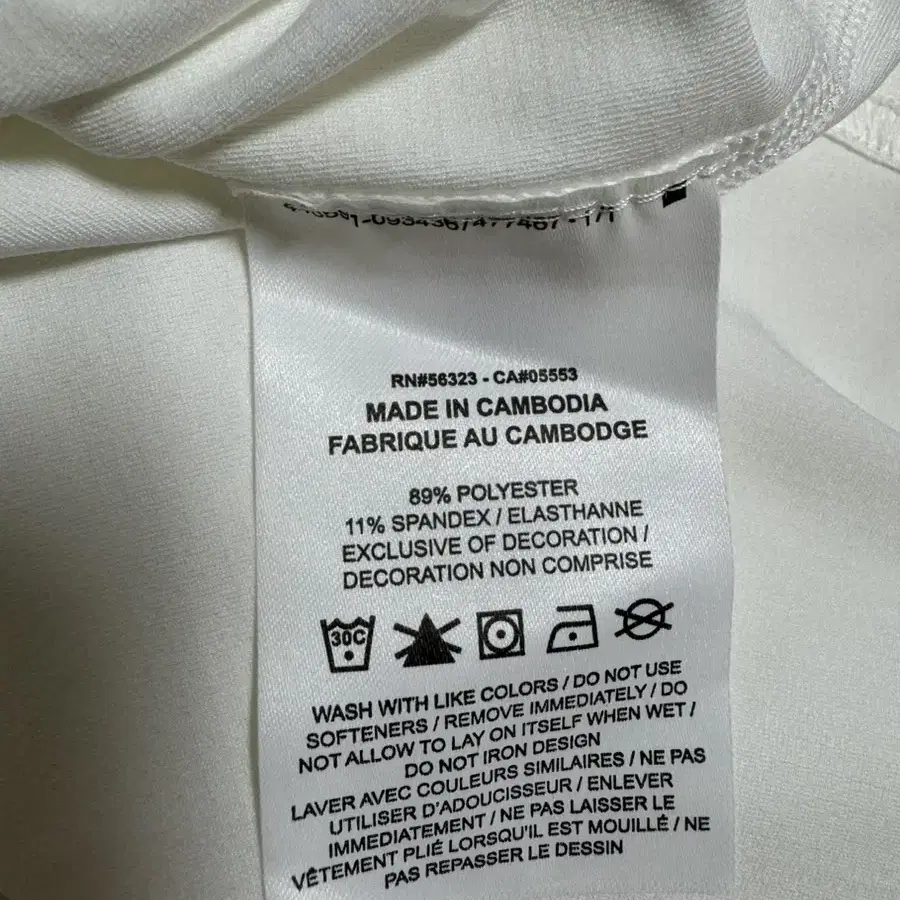 RN#56323 - CA#05553
MADE IN CAMBODIA
FABRIQUE AU CAMBODGE
89% POLYESTER
11% SPANDEX / ELASTHANNE
EXCLUSIVE OF DECORATION /
DECORATION NON COMPRISE
30C
WASH WITH LIKE COLORS / DO NOT USE
SOFTENERS / REMOVE IMMEDIATELY / DO
NOT ALLOW TO LAY ON ITSELF WHEN WET /
DO NOT IRON DESIGN
LAVER AVEC COULEURS SIMILAIRES / NE PAS
UTILISER D'ADOUCISSEUR / ENLEVER
IMMEDIATEMENT / NE PAS LAISSER LE
VÊTEMENT PLIÉ LORSQU'IL EST MOUILLÉ / NE
PAS REPASSER LE DESSIN